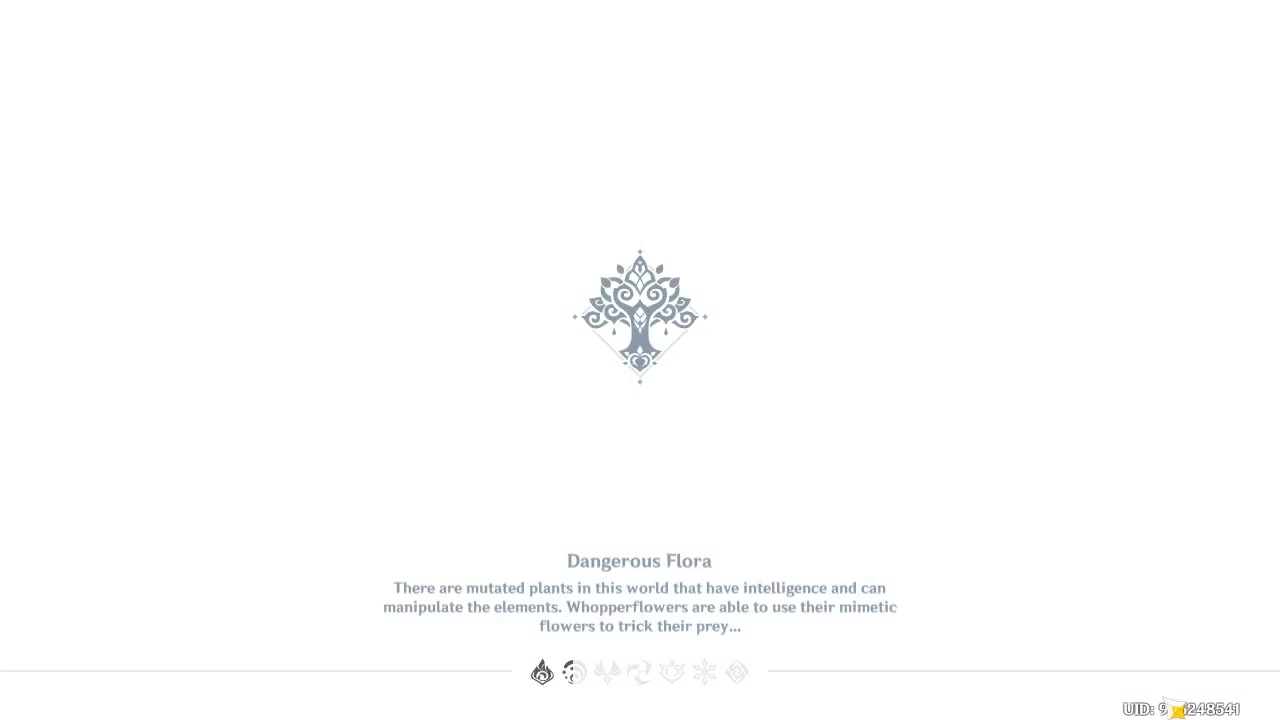 Dangerous Flora
There are mutated plants in this world that have intelligence and can
manipulate the elements. Whopperflowers are able to use their mimetic
flowers to trick their prey...
UID: